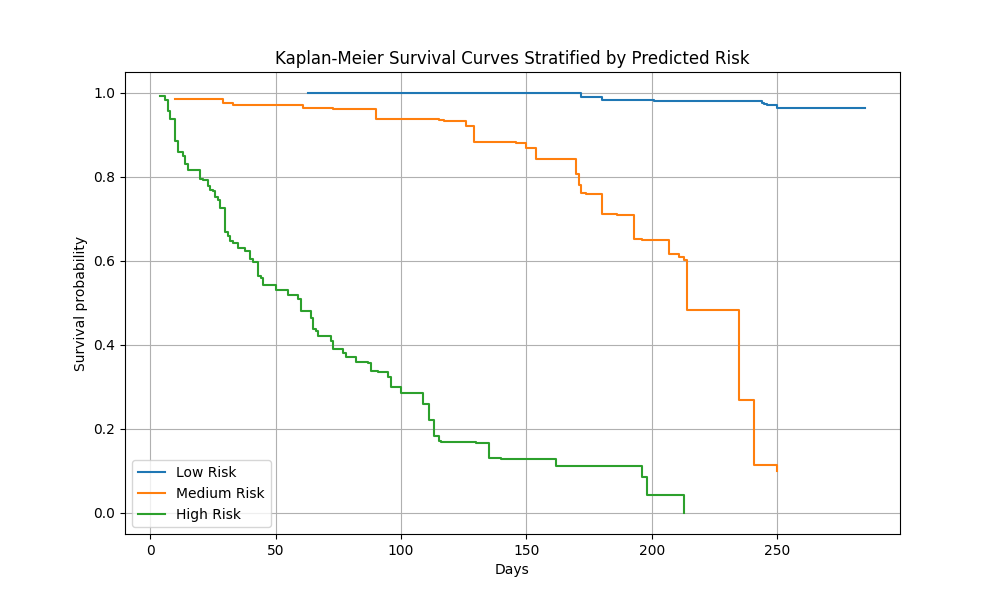 Kaplan-Meier Survival Curves Stratified by Predicted Risk
Survival probability
1.0
0.8
0.6
0.4
0.2
0.0
Low Risk
Medium Risk
High Risk
0 50 100 150 200 250
Days